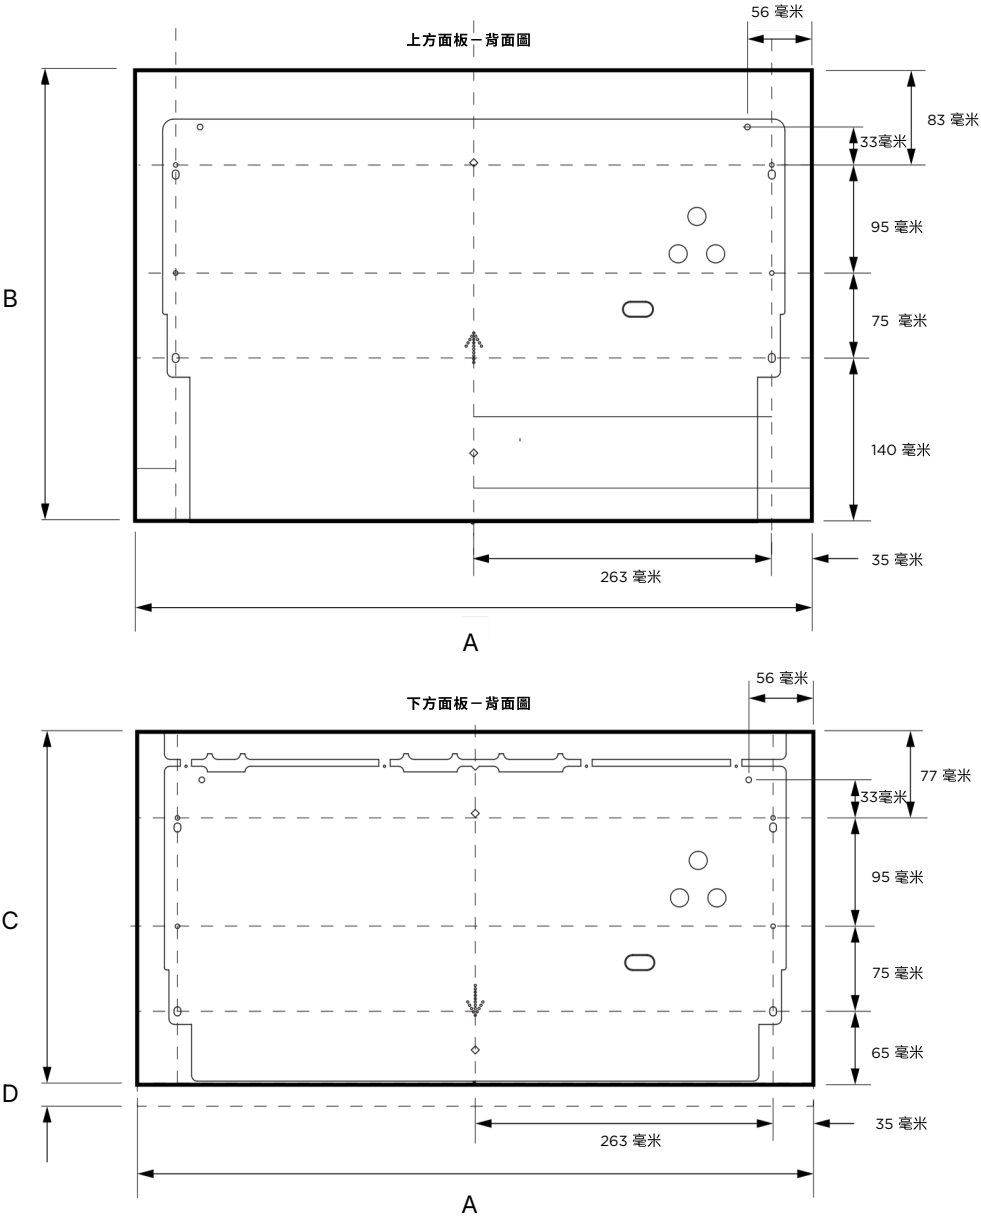 56 毫米
上方面板－背面圖
83 毫米
33毫米
95 毫米
B
75 毫米
140 毫米
35 毫米
263 毫米
A
56 毫米
下方面板－背面圖
77 毫米
33毫米
95 毫米
C
75 毫米
65 毫米
D
35 毫米
263 毫米
A